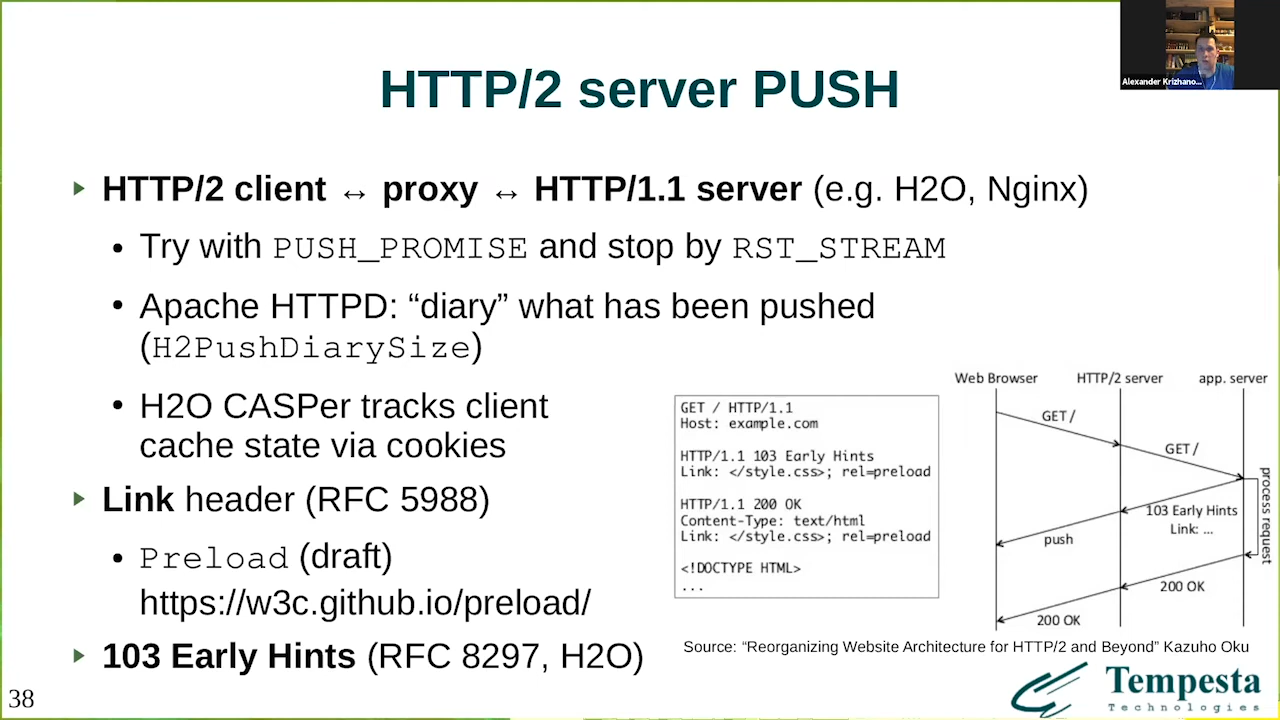 Alexander Krizhano...
HTTP/2 server PUSH
HTTP/2 client ↔ proxy ↔ HTTP/1.1 server (e.g. H2O, Nginx)
• Try with PUSH_PROMISE and stop by RST_STREAM
• Apache HTTPD: “diary” what has been pushed
(H2PushDiarySize)
• H2O CASPer tracks client
cache state via cookies
Link header (RFC 5988)
• Preload (draft)
https://w3c.github.io/preload/
103 Early Hints (RFC 8297, H2O)
GET / HTTP/1.1
Host: example.com
HTTP/1.1 103 Early Hints
Link: </style.css>; rel=preload
HTTP/1.1 200 OK
Content-Type: text/html
Link: </style.css>; rel=preload
<!DOCTYPE HTML>
...
Web Browser HTTP/2 server app. server
GET /
GET /
process request
103 Early Hints
Link: ...
push
200 OK
200 OK
Source: “Reorganizing Website Architecture for HTTP/2 and Beyond” Kazuho Oku
Tempesta
Technologies
38